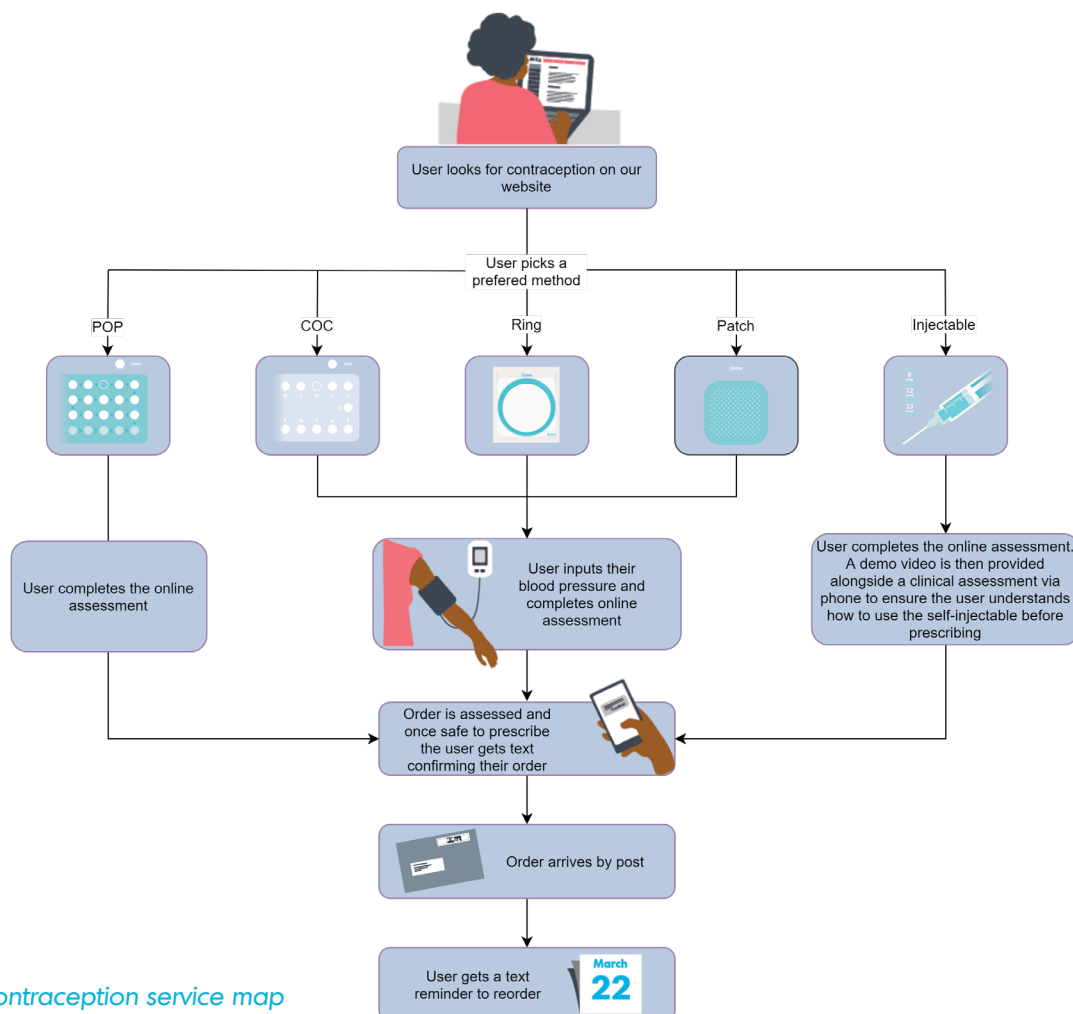 User looks for contraception on our
website
User picks a
prefered method
POP
COC
Ring
Patch
Injectable
8
12
13
User completes the online
assessment
User inputs their
blood pressure and
completes online
assessment
User completes the online assessment.
A demo video is then provided
alongside a clinical assessment via
phone to ensure the user understands
how to use the self-injectable before
prescribing
Order is assessed and
once safe to prescribe
the user gets text
confirming their order
Order arrives by post
User gets a text
reminder to reorder
March
22
ontraception service map